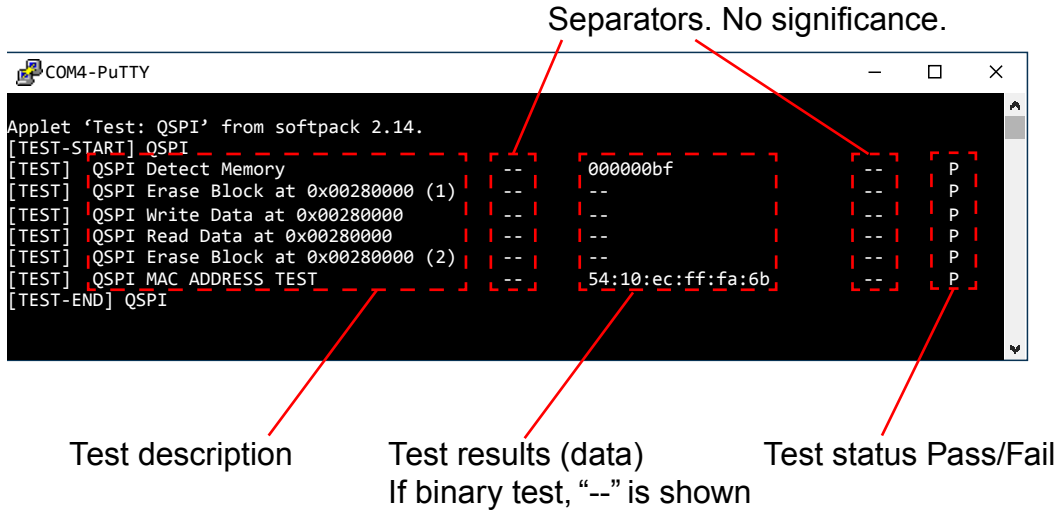 Separators. No significance.
COM4-PuTTY
Applet ‘Test: QSPI’ from softpack 2.14.
[TEST-START] QSPI
[TEST] QSPI Detect Memory -- 000000bf -- P
[TEST] QSPI Erase Block at 0x00280000 (1) -- -- -- P
[TEST] QSPI Write Data at 0x00280000 -- -- -- P
[TEST] QSPI Read Data at 0x00280000 -- -- -- P
[TEST] QSPI Erase Block at 0x00280000 (2) -- -- -- P
[TEST] QSPI MAC ADDRESS TEST -- 54:10:ec:ff:fa:6b -- P
[TEST-END] QSPI
Test description
Test results (data)
If binary test, “--” is shown
Test status Pass/Fail